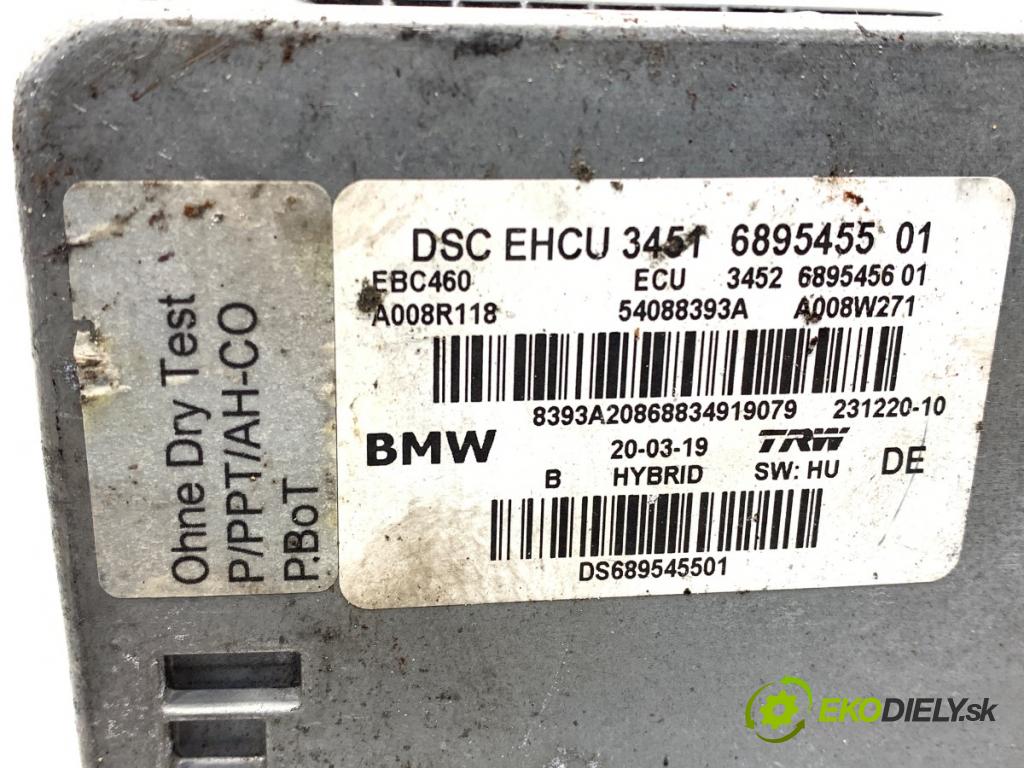 Ohne Dry Test
P/PPT/AH-CO
P.BoT
DSC EHCU 3451 6895455 01
EBC460 ECU 3452 6895456 01
A008R118 54088393A A008W271
8393A20868834919079 231220-10
BMW 20-03-19 TRW DE
B HYBRID SW: HU
DS689545501
EKODIELY.sk